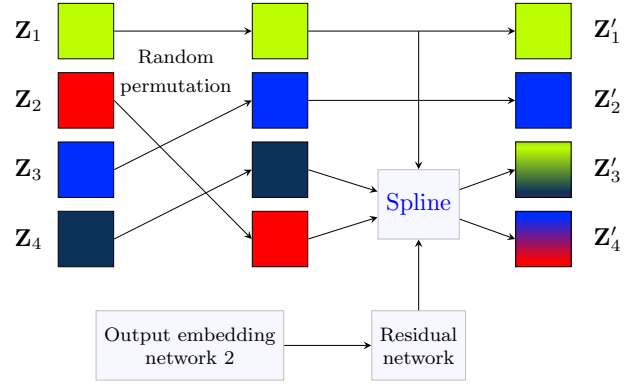 Z₁
Z′₁
Random
permutation
Z₂
Z′₂
Z₃
Z′₃
Spline
Z₄
Z′₄
Output embedding
network 2
Residual
network